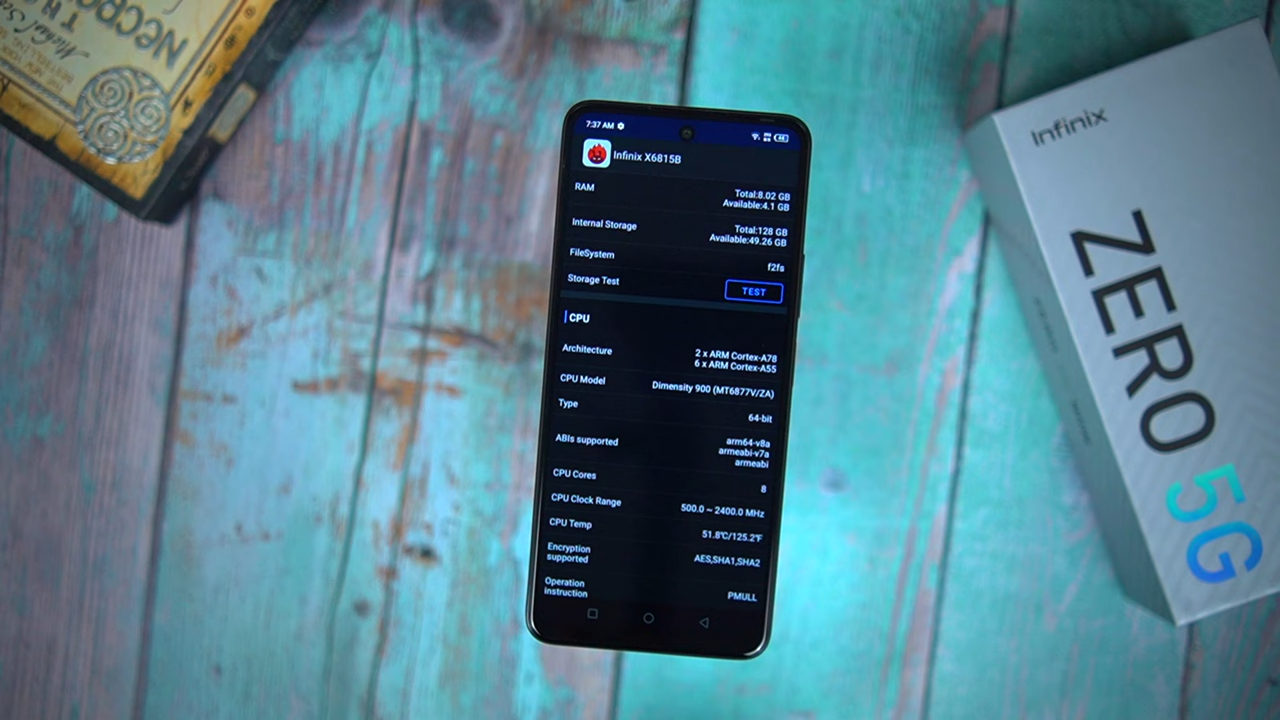 Necro
TH
7:37 AM
Infinix X6815B
RAM
Total:8.02 GB
Available:4.1 GB
Internal Storage
Total:128 GB
Available:49.26 GB
FileSystem
f2fs
Storage Test
TEST
CPU
Architecture
2 x ARM Cortex-A78
6 x ARM Cortex-A55
CPU Model
Dimensity 900 (MT6877V/ZA)
Type
64-bit
ABIs supported
arm64-v8a
armeabi-v7a
armeabi
CPU Cores
8
CPU Clock Range
500.0 ~ 2400.0 MHz
CPU Temp
51.8℃/125.2℉
Encryption
supported
AES,SHA1,SHA2
Operation
Instruction
PMULL
Infinix
ZERO 5G